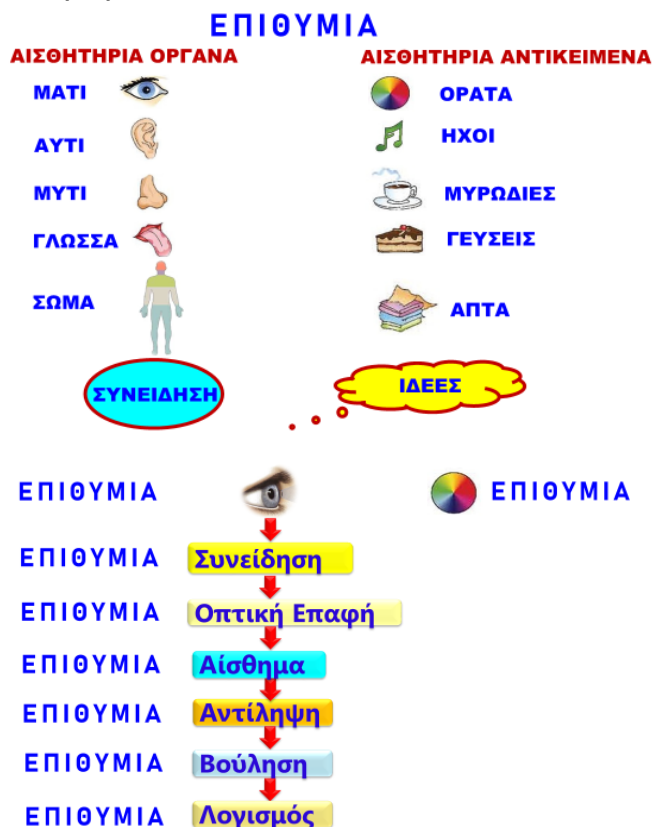 ΕΠΙΘΥΜΙΑ
ΑΙΣΘΗΤΗΡΙΑ ΟΡΓΑΝΑ ΑΙΣΘΗΤΗΡΙΑ ΑΝΤΙΚΕΙΜΕΝΑ
ΜΑΤΙ ΟΡΑΤΑ
ΑΥΤΙ ΗΧΟΙ
ΜΥΤΙ ΜΥΡΩΔΙΕΣ
ΓΛΩΣΣΑ ΓΕΥΣΕΙΣ
ΣΩΜΑ ΑΠΤΑ
ΣΥΝΕΙΔΗΣΗ ΙΔΕΕΣ
ΕΠΙΘΥΜΙΑ ΕΠΙΘΥΜΙΑ
ΕΠΙΘΥΜΙΑ Συνείδηση
ΕΠΙΘΥΜΙΑ Οπτική Επαφή
ΕΠΙΘΥΜΙΑ Αίσθημα
ΕΠΙΘΥΜΙΑ Αντίληψη
ΕΠΙΘΥΜΙΑ Βούληση
ΕΠΙΘΥΜΙΑ Λογισμός